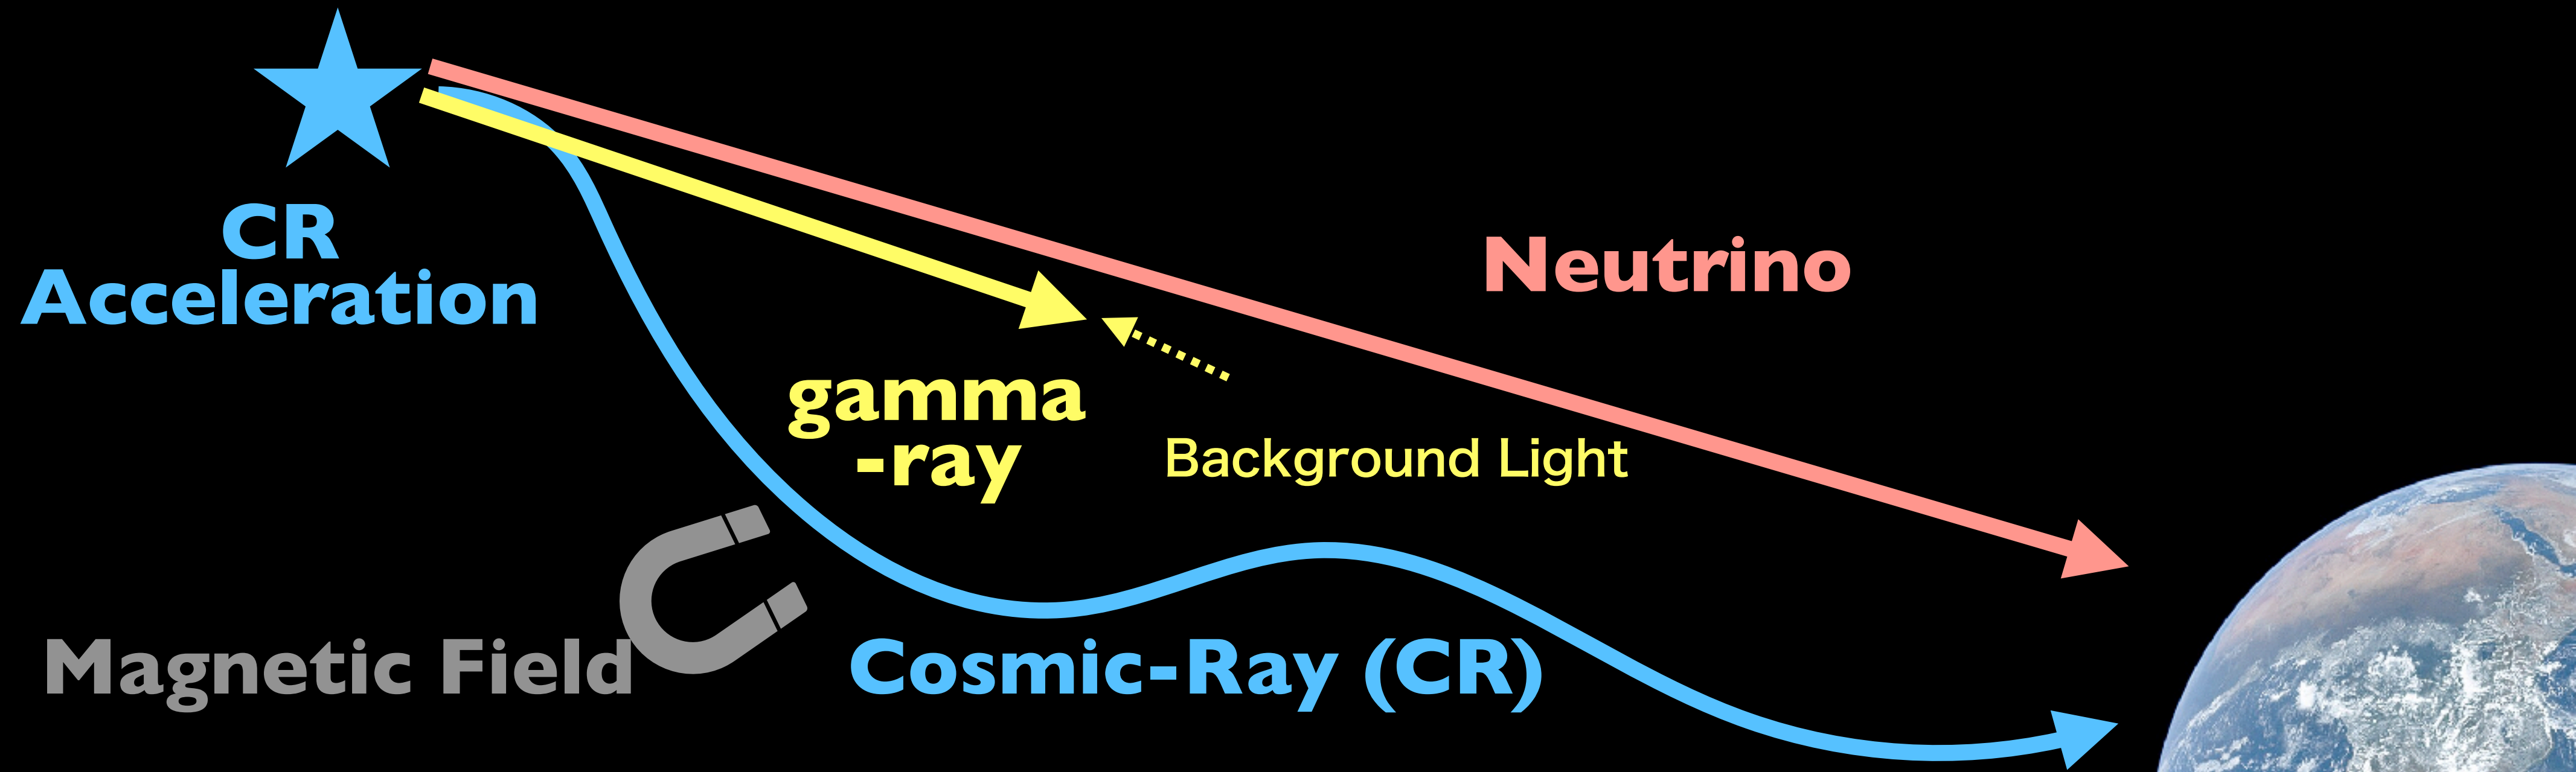 CR
Acceleration
Neutrino
gamma
-ray
Background Light
Magnetic Field
Cosmic-Ray (CR)